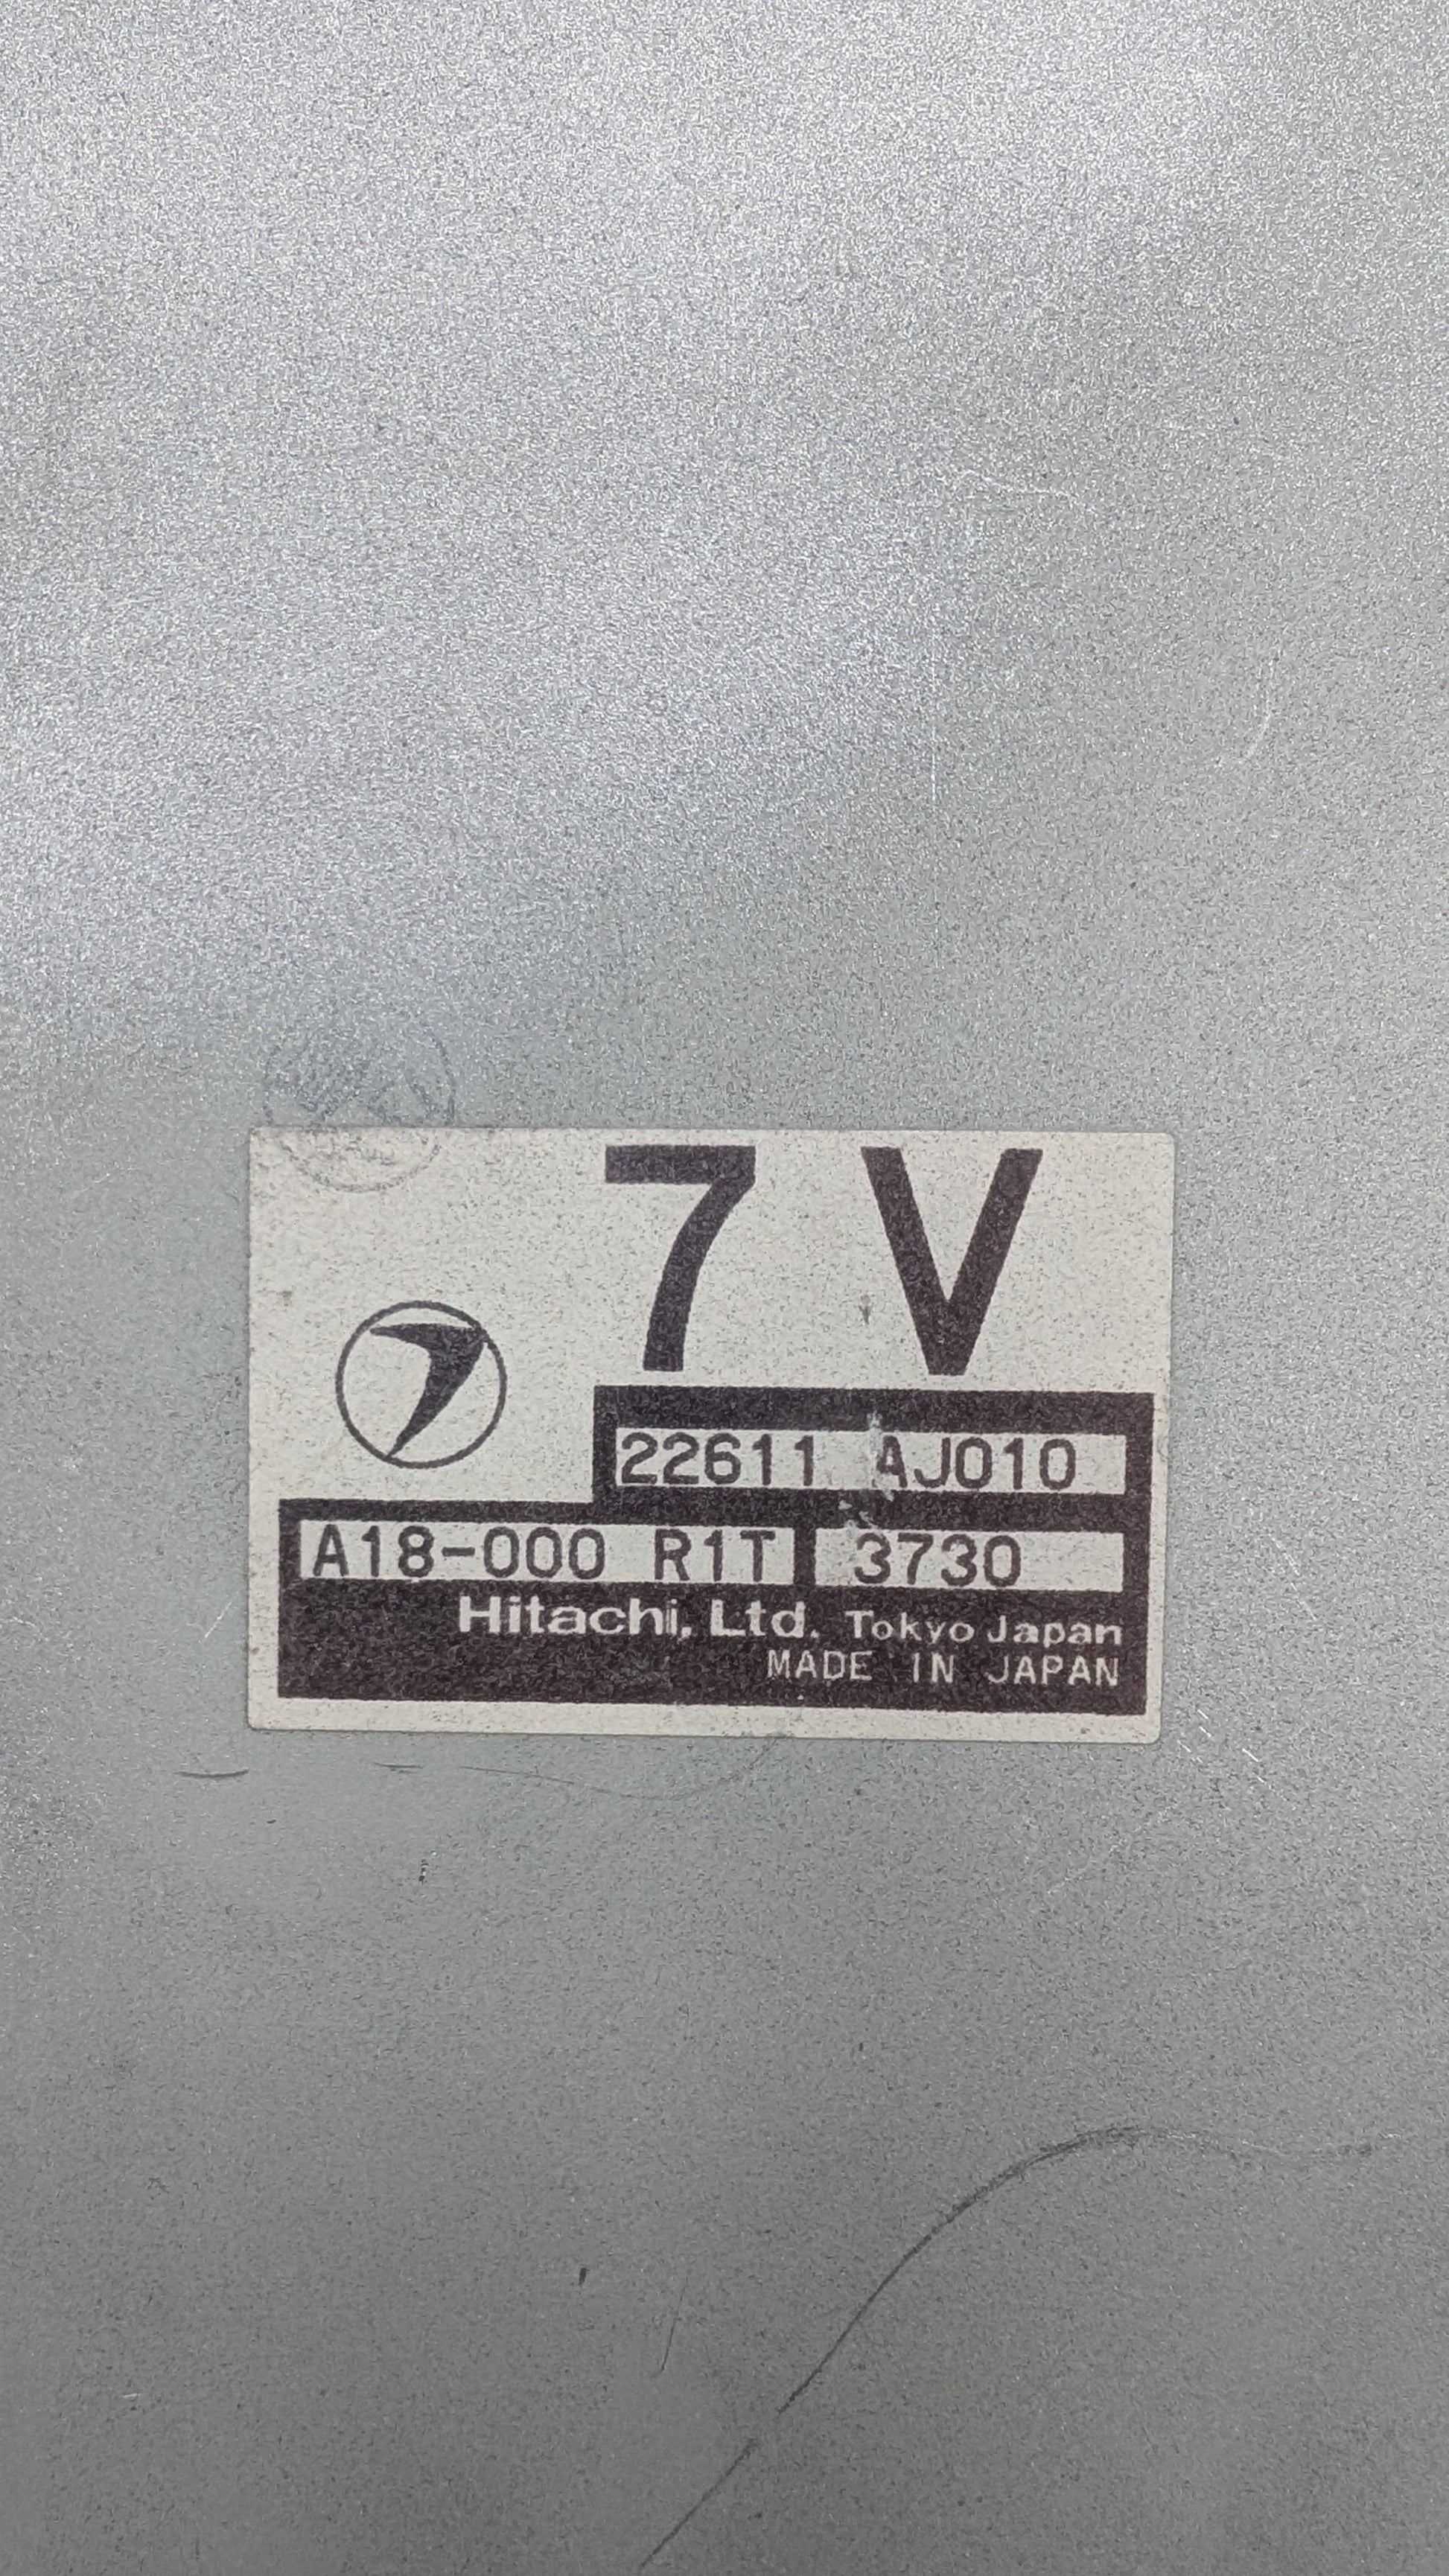 7 V
22611 AJ010
A18-000 R1T 3730
Hitachi, Ltd. Tokyo Japan
MADE IN JAPAN